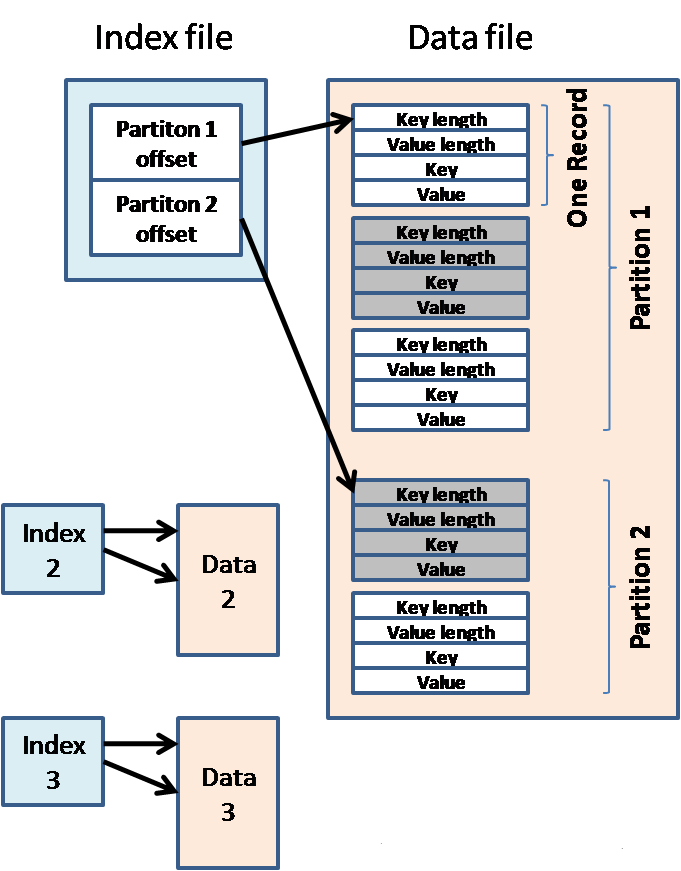 Index file
Data file
Partiton 1
offset
Partiton 2
offset
Key length
Value length
Key
Value
One Record
Key length
Value length
Key
Value
Key length
Value length
Key
Value
Partition 1
Key length
Value length
Key
Value
Key length
Value length
Key
Value
Partition 2
Index
2
Data
2
Index
3
Data
3